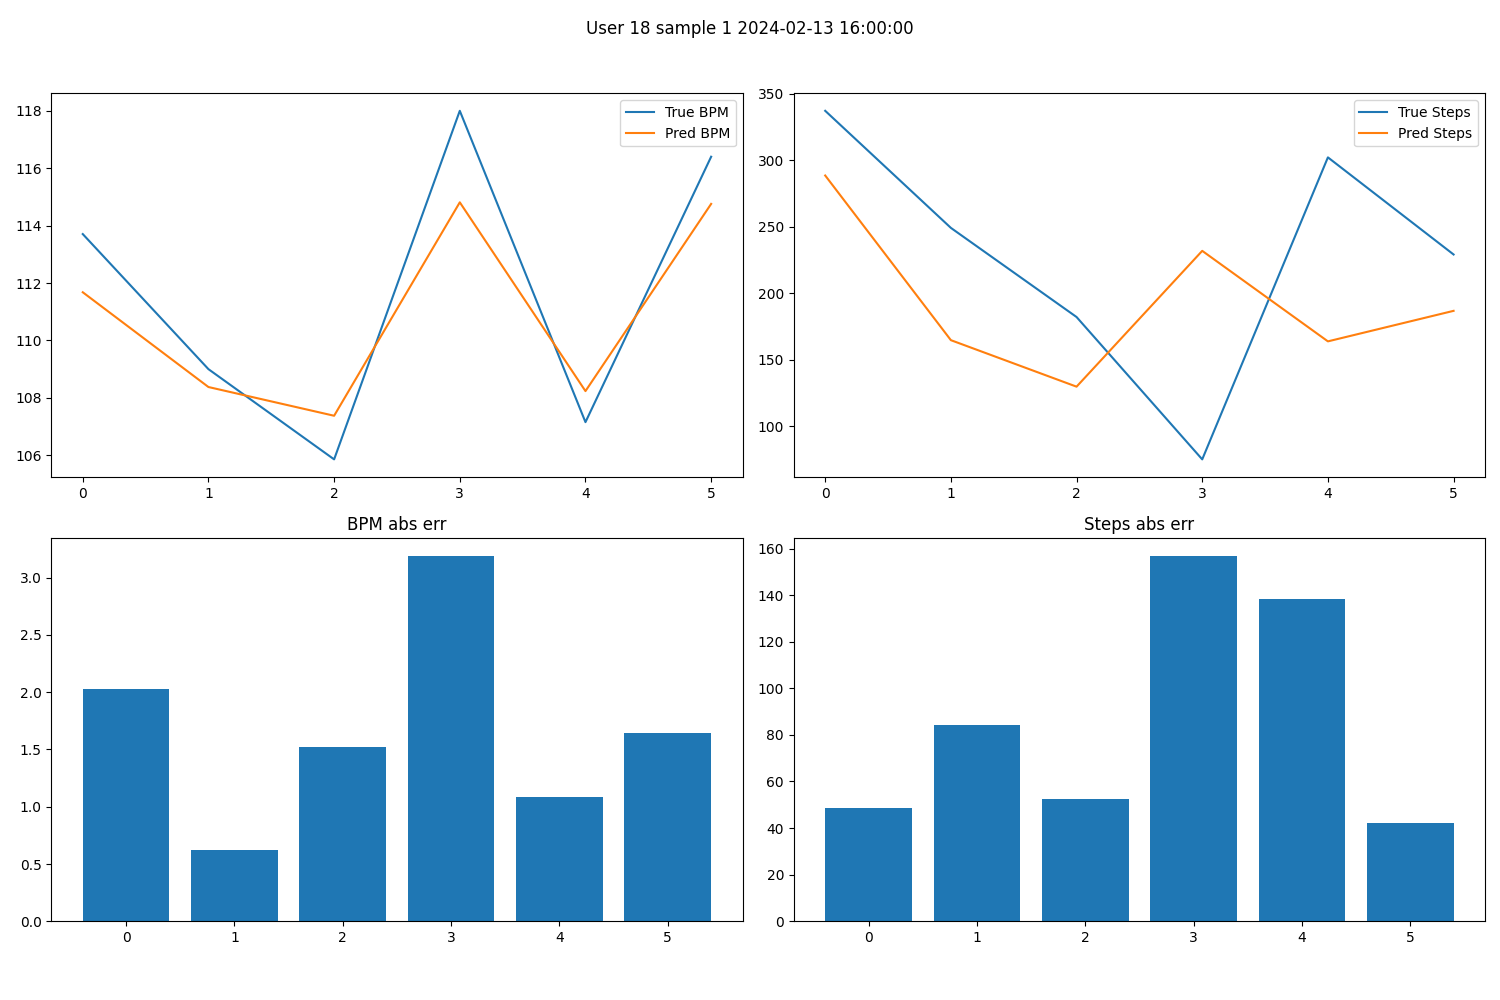 User 18 sample 1 2024-02-13 16:00:00
118
116
114
112
110
108
106
0 1 2 3 4 5
True BPM
Pred BPM
350
300
250
200
150
100
0 1 2 3 4 5
True Steps
Pred Steps
BPM abs err
3.0
2.5
2.0
1.5
1.0
0.5
0.0
0 1 2 3 4 5
Steps abs err
160
140
120
100
80
60
40
20
0
0 1 2 3 4 5